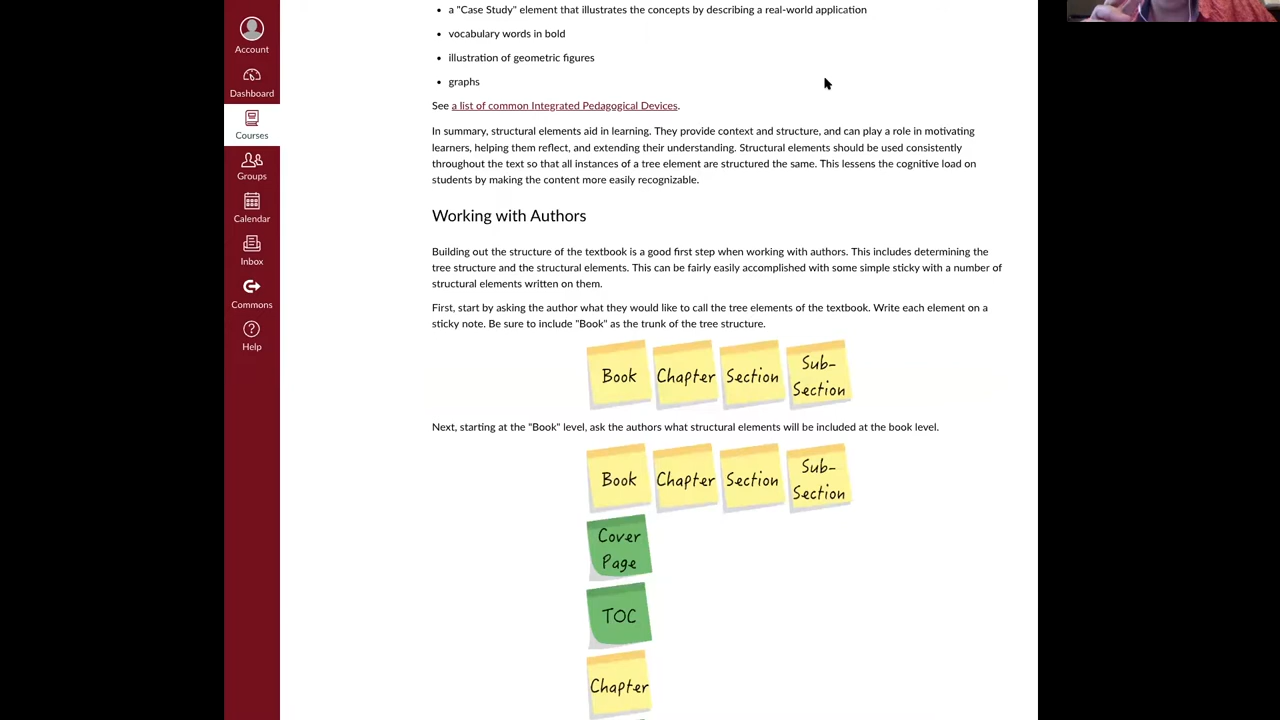 Account
Dashboard
Courses
Groups
Calendar
Inbox
Commons
Help
a "Case Study" element that illustrates the concepts by describing a real-world application
vocabulary words in bold
illustration of geometric figures
graphs
See a list of common Integrated Pedagogical Devices.
In summary, structural elements aid in learning. They provide context and structure, and can play a role in motivating
learners, helping them reflect, and extending their understanding. Structural elements should be used consistently
throughout the text so that all instances of a tree element are structured the same. This lessens the cognitive load on
students by making the content more easily recognizable.
Working with Authors
Building out the structure of the textbook is a good first step when working with authors. This includes determining the
tree structure and the structural elements. This can be fairly easily accomplished with some simple sticky with a number of
structural elements written on them.
First, start by asking the author what they would like to call the tree elements of the textbook. Write each element on a
sticky note. Be sure to include "Book" as the trunk of the tree structure.
Book
Chapter
Section
Sub-
Section
Next, starting at the "Book" level, ask the authors what structural elements will be included at the book level.
Book
Chapter
Section
Sub-
Section
Cover
Page
TOC
Chapter